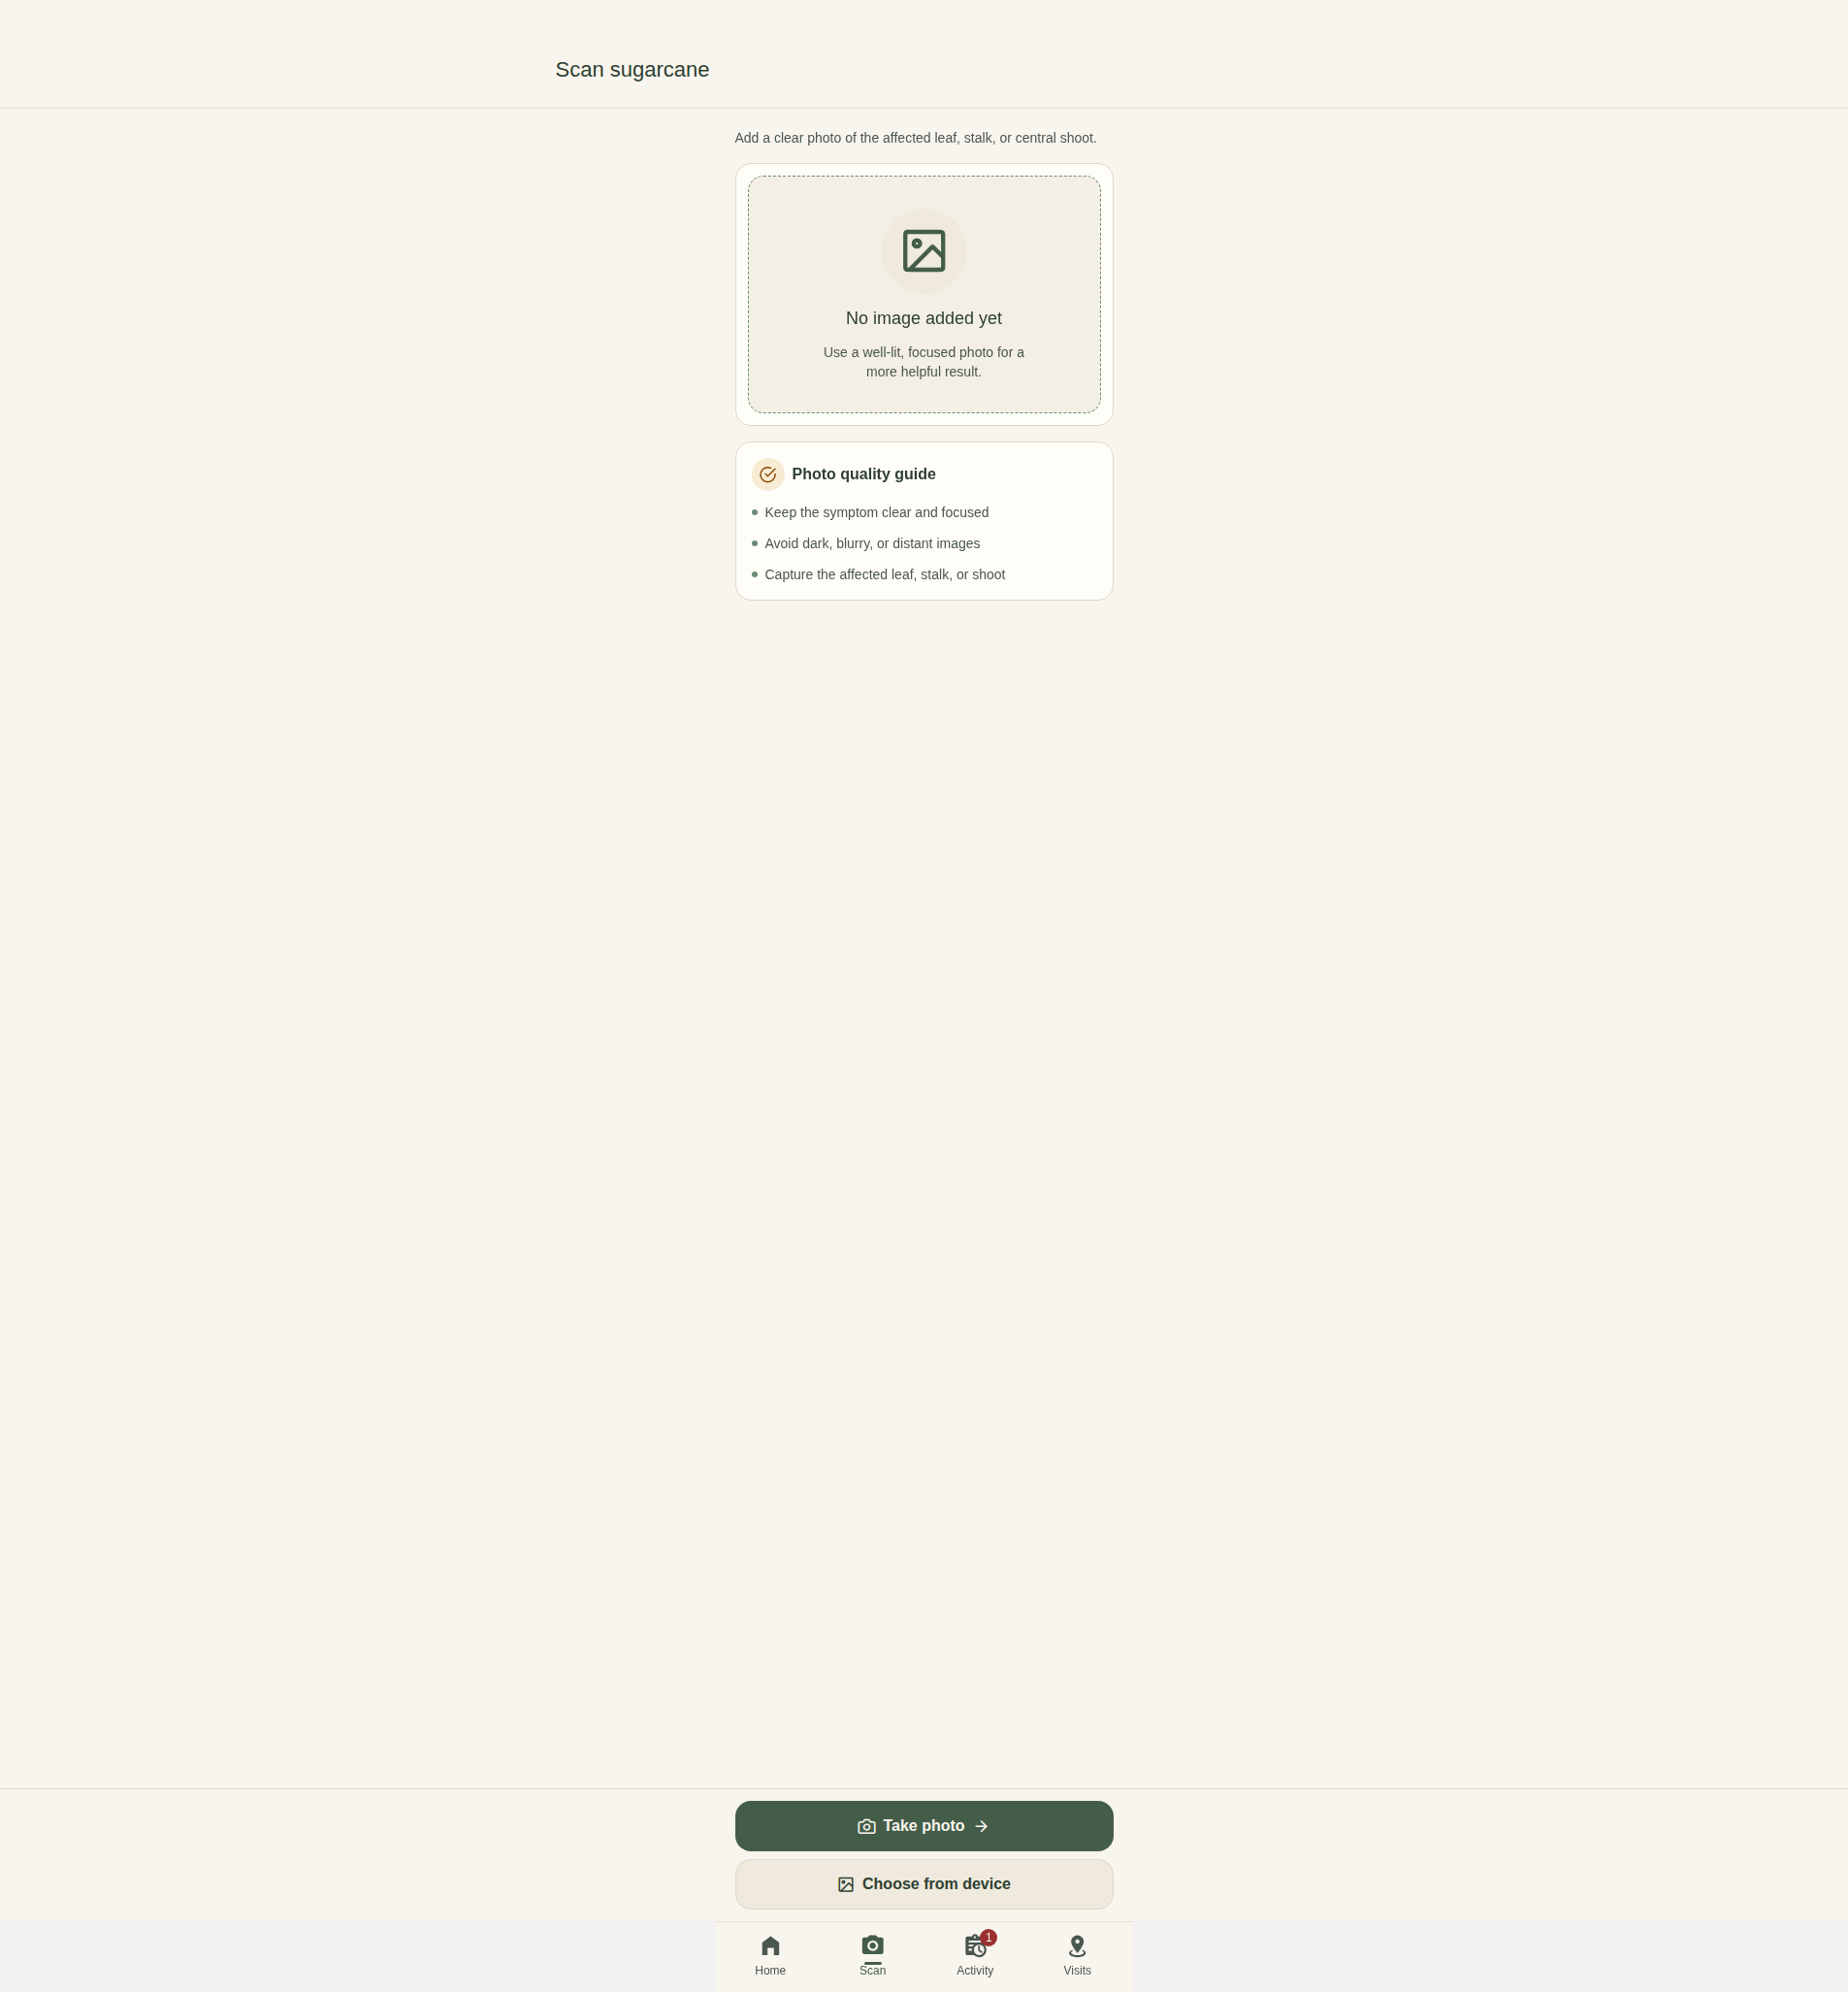 Scan sugarcane
Add a clear photo of the affected leaf, stalk, or central shoot.
No image added yet
Use a well-lit, focused photo for a
more helpful result.
Photo quality guide
Keep the symptom clear and focused
Avoid dark, blurry, or distant images
Capture the affected leaf, stalk, or shoot
Take photo
Choose from device
1
Home
Scan
Activity
Visits